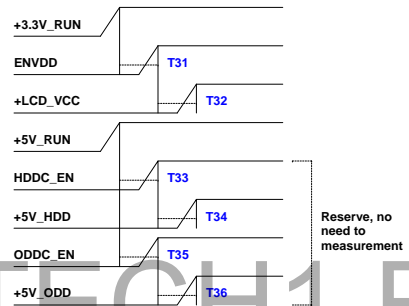 +3.3V_RUN
ENVDD
T31
+LCD_VCC
T32
+5V_RUN
HDDC_EN
T33
+5V_HDD
T34
Reserve, no
need to
measurement
ODDC_EN
T35
+5V_ODD
T36
TECH1